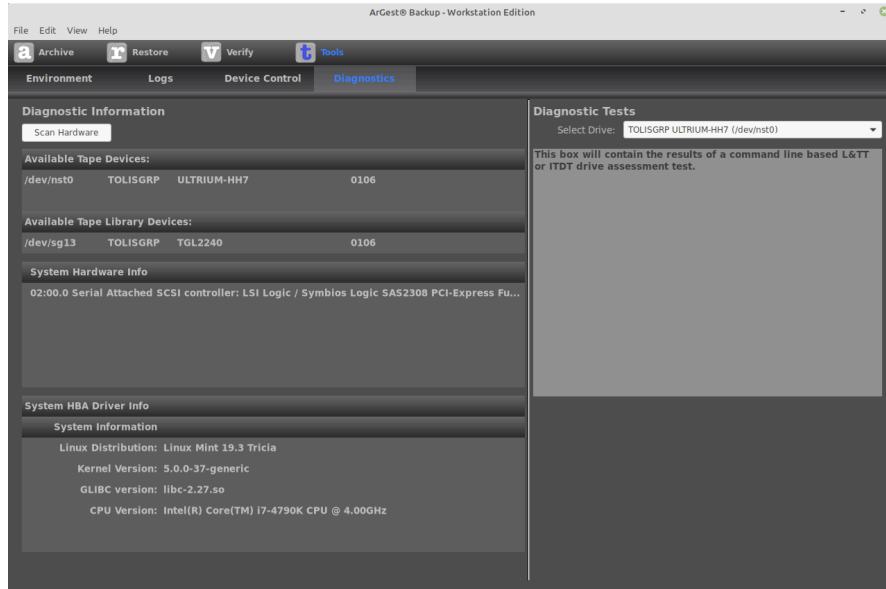 ArGest® Backup - Workstation Edition
File Edit View Help
a Archive r Restore V Verify t Tools
Environment Logs Device Control Diagnostics
Diagnostic Information
Scan Hardware
Available Tape Devices:
/dev/nst0 TOLISGRP ULTRIUM-HH7 0106
Available Tape Library Devices:
/dev/sg13 TOLISGRP TGL2240 0106
System Hardware Info
02:00.0 Serial Attached SCSI controller: LSI Logic / Symbios Logic SAS2308 PCI-Express Fu...
System HBA Driver Info
System Information
Linux Distribution: Linux Mint 19.3 Tricia
Kernel Version: 5.0.0-37-generic
GLIBC version: libc-2.27.so
CPU Version: Intel(R) Core(TM) i7-4790K CPU @ 4.00GHz
Diagnostic Tests
Select Drive: TOLISGRP ULTRIUM-HH7 (/dev/nst0)
This box will contain the results of a command line based L&TT
or ITDT drive assessment test.